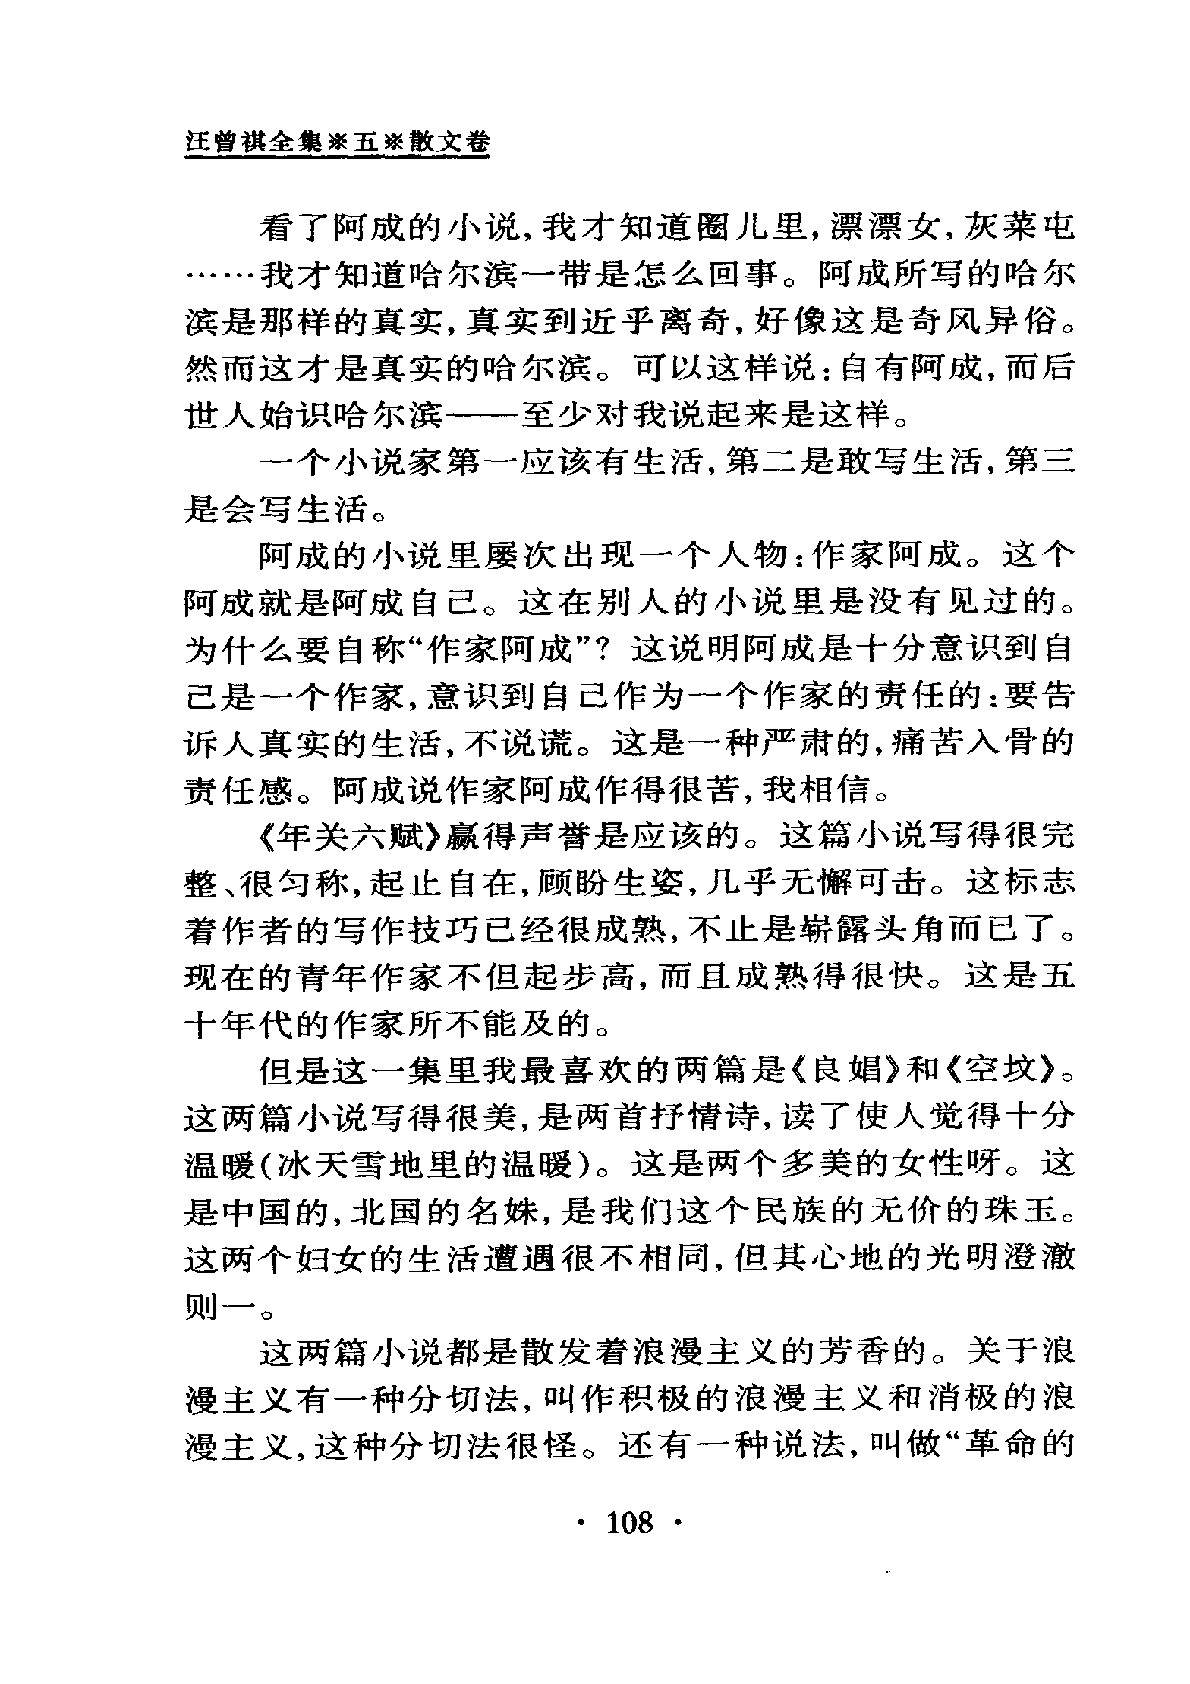 汪曾祺全集※五※散文卷
看了阿成的小说,我才知道圈儿里,漂漂女,灰菜屯
……我才知道哈尔滨一带是怎么回事。阿成所写的哈尔
滨是那样的真实,真实到近乎离奇,好像这是奇风异俗。
然而这才是真实的哈尔滨。可以这样说:自有阿成,而后
世人始识哈尔滨——至少对我说起来是这样。
一个小说家第一应该有生活,第二是敢写生活,第三
是会写生活。
阿成的小说里屡次出现一个人物:作家阿成。这个
阿成就是阿成自己。这在别人的小说里是没有见过的。
为什么要自称“作家阿成”?这说明阿成是十分意识到自
己是一个作家,意识到自己作为一个作家的责任的:要告
诉人真实的生活,不说谎。这是一种严肃的,痛苦入骨的
责任感。阿成说作家阿成作得很苦,我相信。
《年关六赋》赢得声誉是应该的。这篇小说写得很完
整、很匀称,起止自在,顾盼生姿,几乎无懈可击。这标志
着作者的写作技巧已经很成熟,不止是崭露头角而已了。
现在的青年作家不但起步高,而且成熟得很快。这是五
十年代的作家所不能及的。
但是这一集里我最喜欢的两篇是《良娼》和《空坟》。
这两篇小说写得很美,是两首抒情诗,读了使人觉得十分
温暖(冰天雪地里的温暖)。这是两个多美的女性呀。这
是中国的,北国的名姝,是我们这个民族的无价的珠玉。
这两个妇女的生活遭遇很不相同,但其心地的光明澄澈
则一。
这两篇小说都是散发着浪漫主义的芳香的。关于浪
漫主义有一种分切法,叫作积极的浪漫主义和消极的浪
漫主义,这种分切法很怪。还有一种说法,叫做“革命的
· 108 ·